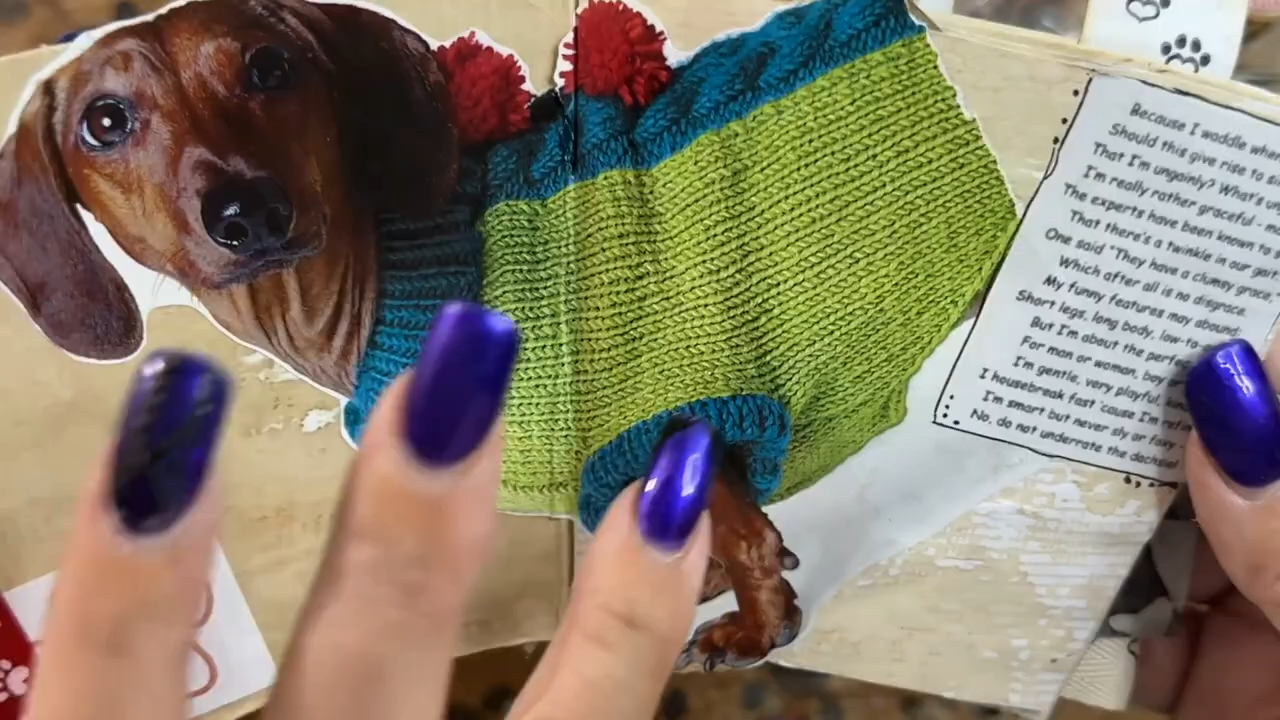 Because I waddle when
Should this give rise to
That I'm ungainly? What's
I'm really rather graceful -
The experts have been known to
That there's a twinkle in our gait
One said "They have a clumsy grace,
Which after all is no disgrace.
My funny features may abound:
Short legs, long body, low-to-
But I'm about the perfect
For man or woman, boy
I'm gentle, very playful,
I housebreak fast 'cause I'm
I'm smart but never sly or foxy
No, do not underrate the